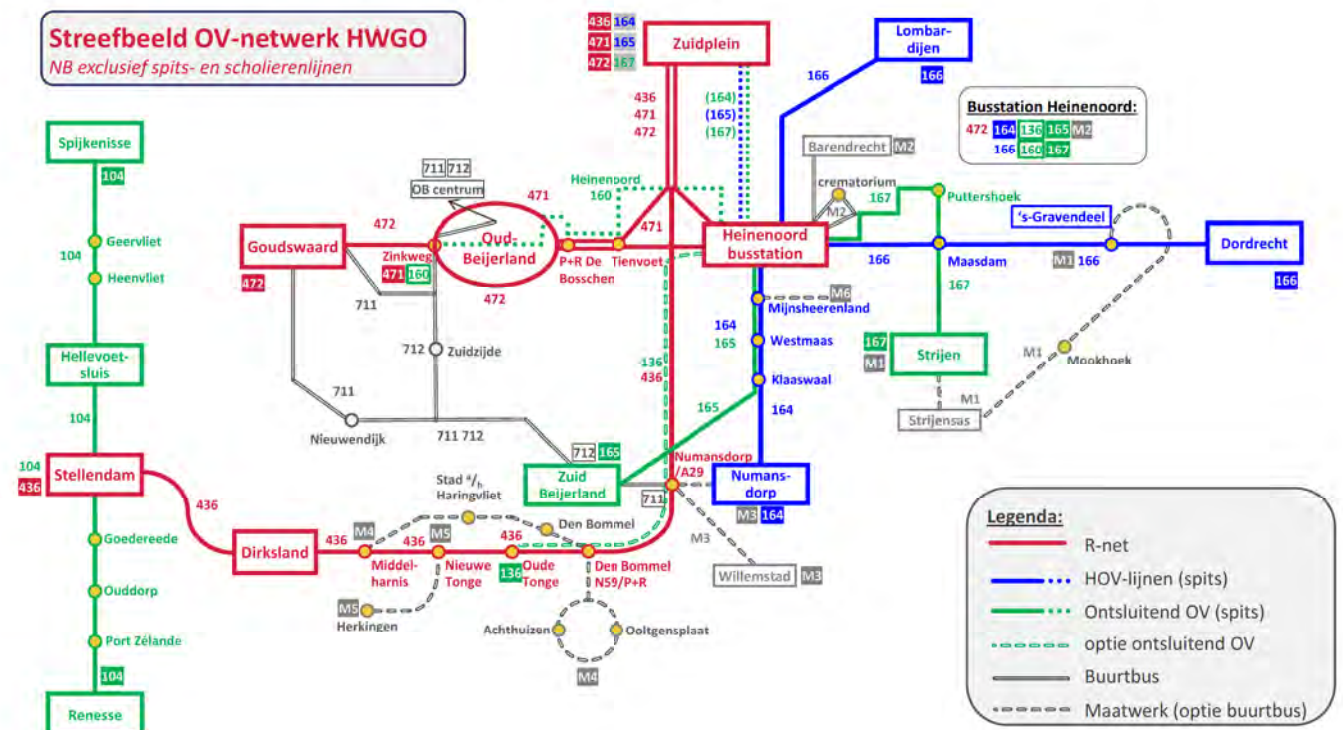 Streefbeeld OV-netwerk HWGO
NB exclusief spits- en scholierenlijnen
436 164
471 165
472 167
Zuidplein
Lombar-
dijen
166
166
436
471
472
(164)
(165)
(167)
Busstation Heinenoord:
472 164 136 165 M2
166 160 167
Spijkenisse
104
711 712
OB centrum
Heinenoord
160
471
Barendrecht M2
crematorium
M2
167
Puttershoek
104
Geervliet
Heenvliet
Goudswaard
472
472
Zinkweg
471 160
Oud-
Beijerland
472
P+R De
Bosschen
Tienvoet
471
Heinenoord
busstation
166
Maasdam
's-Gravendeel
M1 166
Dordrecht
166
711
712
Zuidzijde
167
Mijnsheerenland
M6
164
165
Westmaas
Klaaswaal
164
165
136
436
167
M1
Strijen
M1
Mookhoek
M1
Strijensas
Hellevoet-
sluis
104
711
Nieuwendijk
711 712
712 165
Zuid
Beijerland
711
Numansdorp
/A29
Numans-
dorp
M3 164
M3
Willemstad M3
104
436
Stellendam
436
Stad a/h
Haringvliet
Den Bommel
Dirksland
436
M4
Middel-
harnis
436
M5
Nieuwe
Tonge
436
136
Oude
Tonge
Den Bommel
N59/P+R
M5
Herkingen
Achthuizen
Ooltgensplaat
M4
Goedereede
Ouddorp
Port Zélande
104
Renesse
Legenda:
R-net
HOV-lijnen (spits)
Ontsluitend OV (spits)
optie ontsluitend OV
Buurtbus
Maatwerk (optie buurtbus)